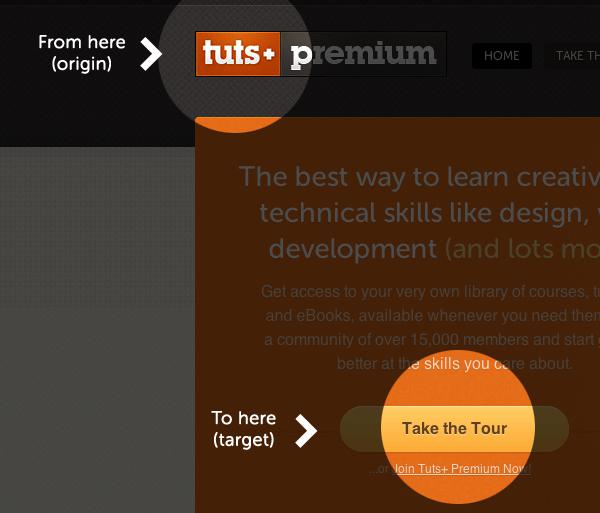 From here
(origin)
tuts+ premium
HOME
TAKE TH
The best way to learn creativ
technical skills like design,
development (and lots mo
Get access to your very own library of courses, tu
and eBooks, available whenever you need them
a community of over 15,000 members and start
better at the skills you care about.
To here
(target)
Take the Tour
...or Join Tuts+ Premium Now!